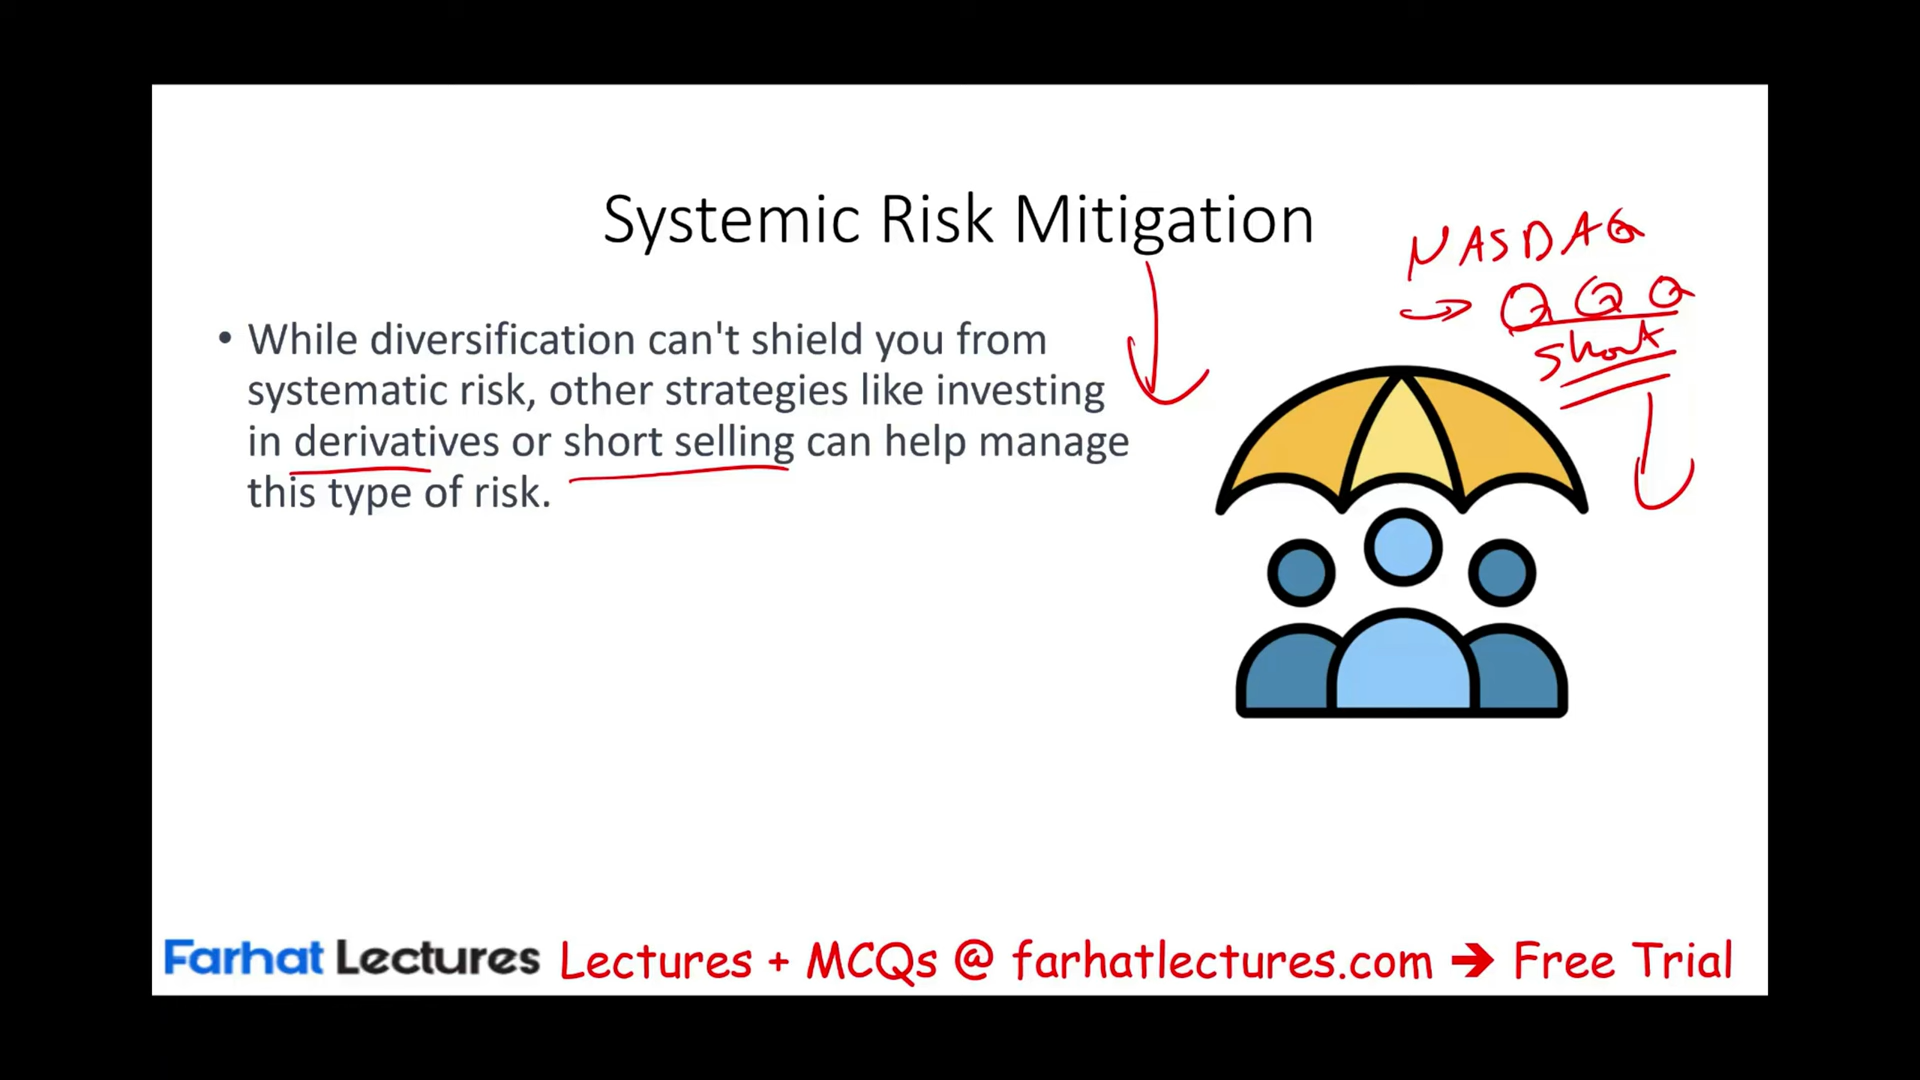 Systemic Risk Mitigation
NASDAQ
QQQ
Short
• While diversification can't shield you from
systematic risk, other strategies like investing
in derivatives or short selling can help manage
this type of risk.
Farhat Lectures Lectures + MCQs @ farhatlectures.com ➔ Free Trial